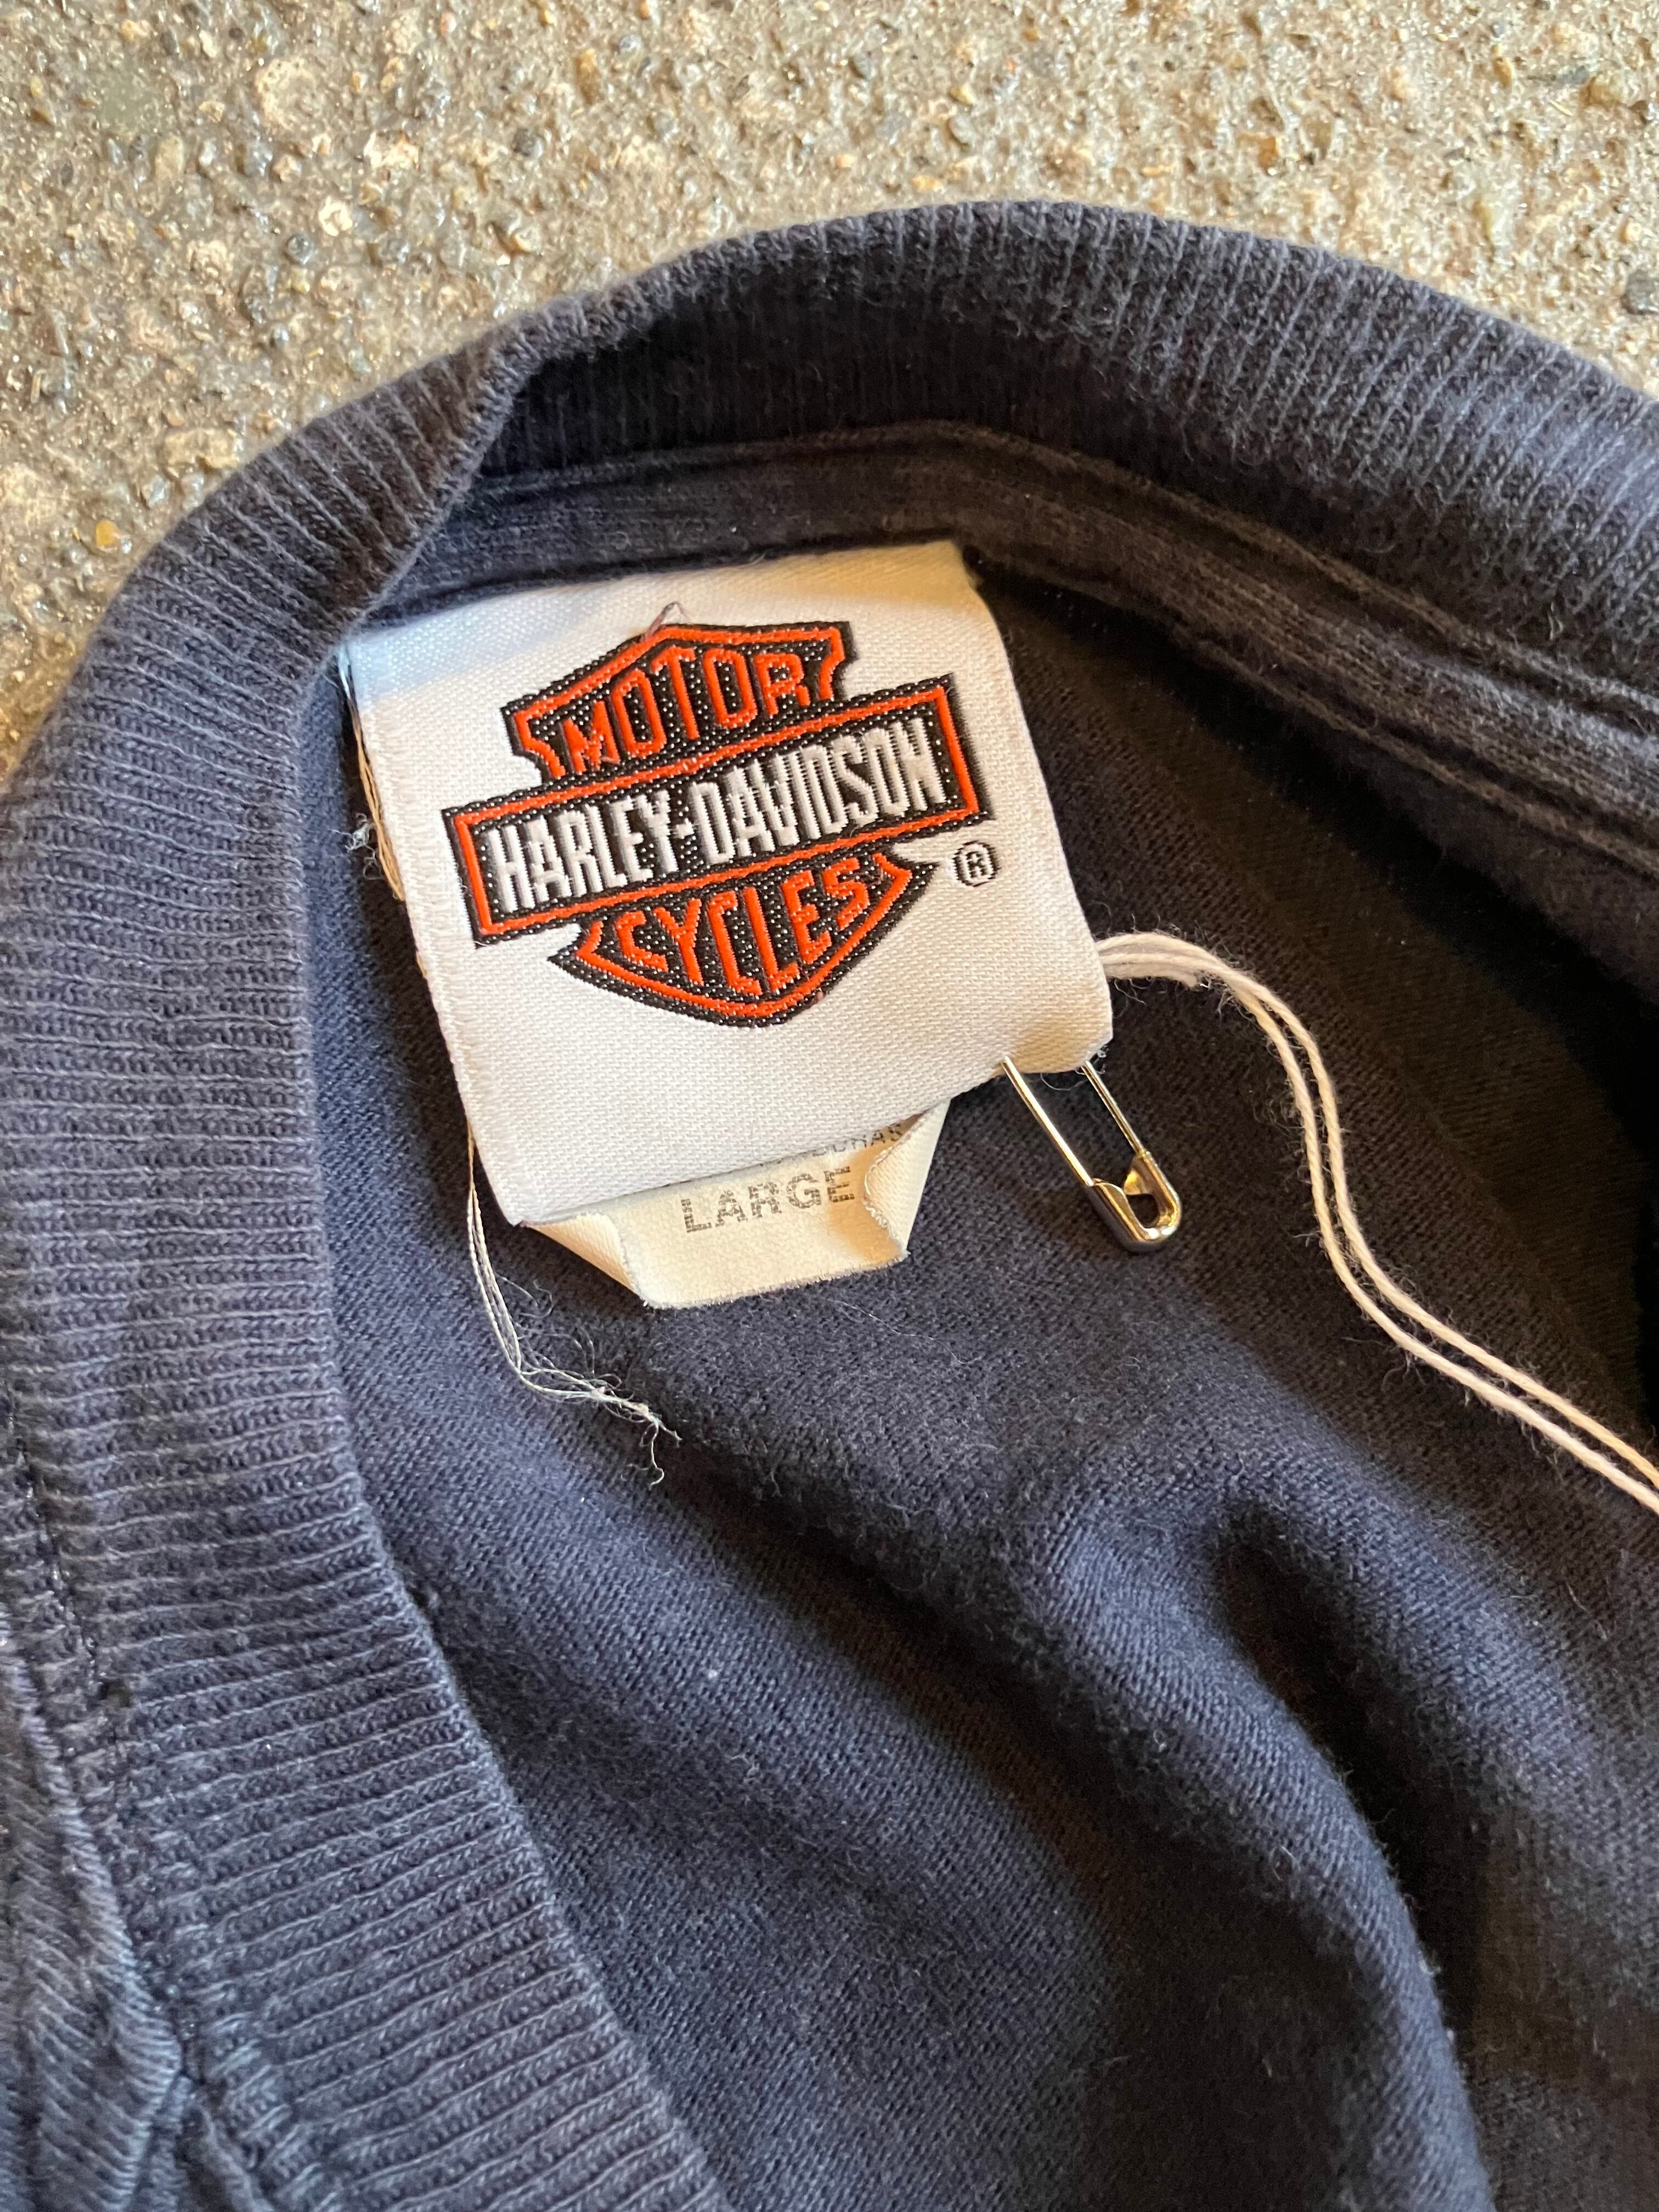 MOTOR
HARLEY-DAVIDSON
®
CYCLES
LARGE